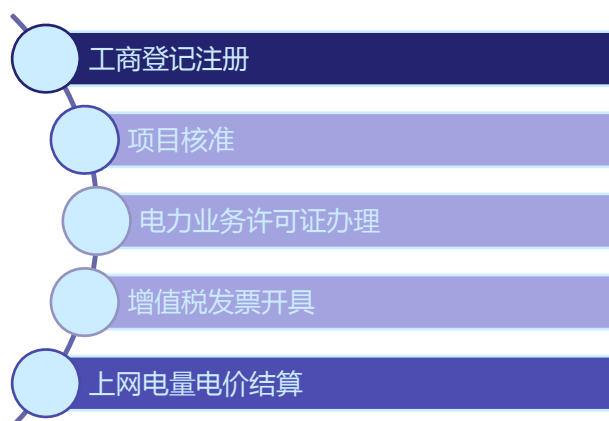 工商登记注册
项目核准
电力业务许可证办理
增值税发票开具
上网电量电价结算